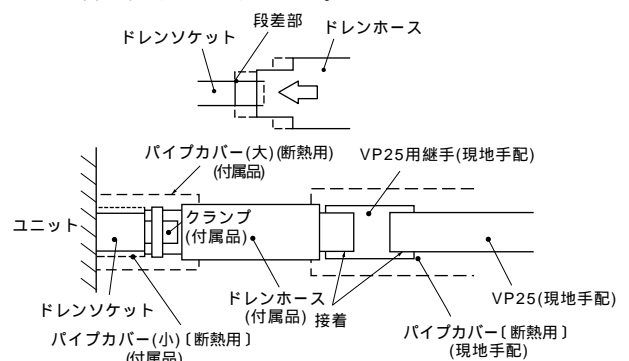 段差部
ドレンソケット
ドレンホース
パイプカバー(大)(断熱用)
(付属品)
VP25用継手(現地手配)
ユニット
クランプ
(付属品)
ドレンソケット
ドレンホース
(付属品)
接着
VP25(現地手配)
パイプカバー(小)〔断熱用〕
(付属品)
パイプカバー〔断熱用〕
(現地手配)